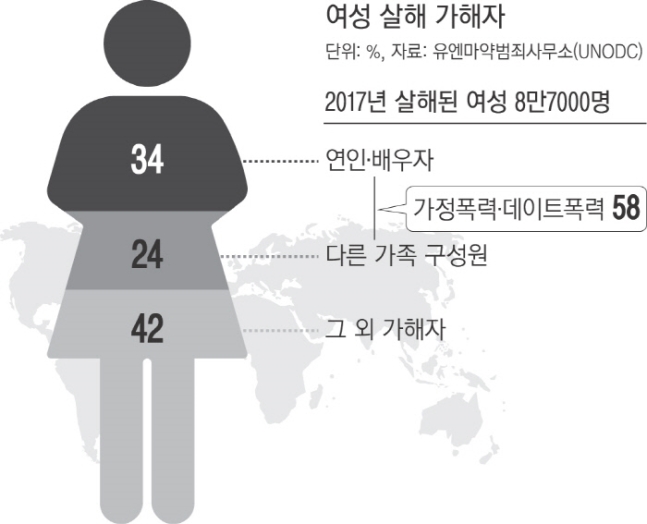 여성 살해 가해자
단위: %, 자료: 유엔마약범죄사무소(UNODC)
2017년 살해된 여성 8만7000명
34
연인·배우자
가정폭력·데이트폭력 58
24
다른 가족 구성원
42
그 외 가해자